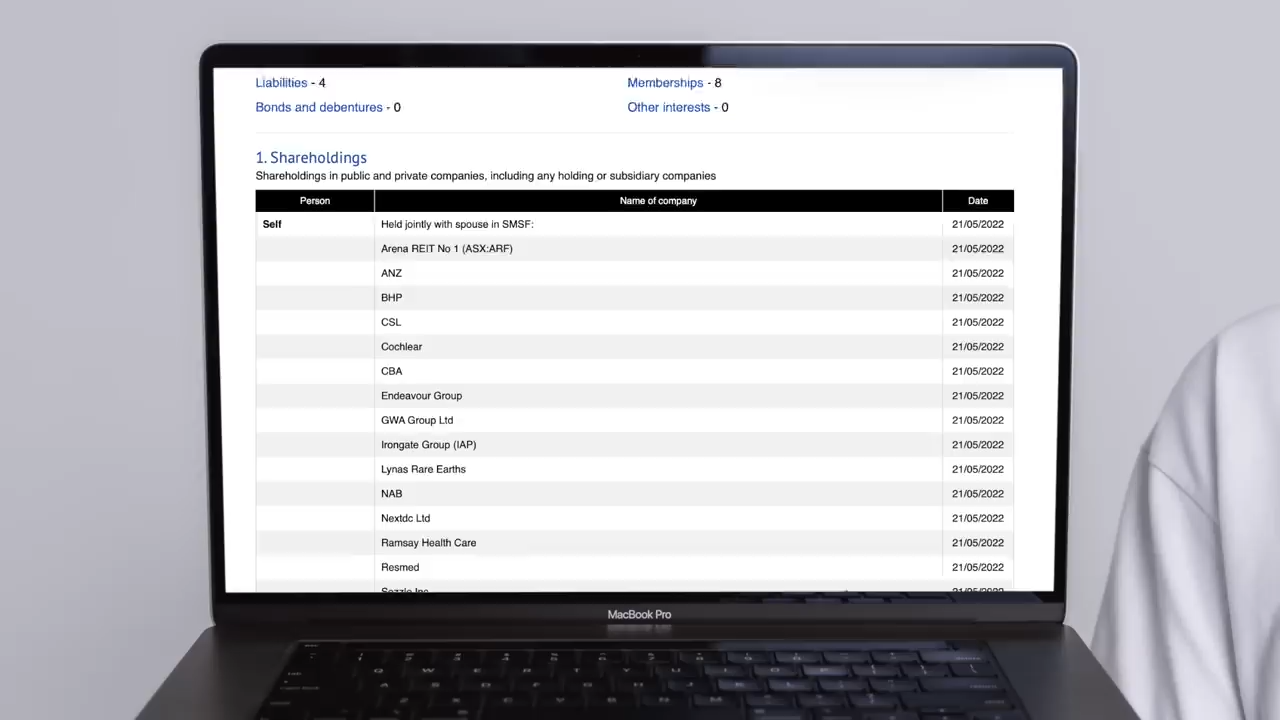 Liabilities - 4 Memberships - 8
Bonds and debentures - 0 Other interests - 0
1. Shareholdings
Shareholdings in public and private companies, including any holding or subsidiary companies
Person Name of company Date
Self Held jointly with spouse in SMSF: 21/05/2022
Arena REIT No 1 (ASX:ARF) 21/05/2022
ANZ 21/05/2022
BHP 21/05/2022
CSL 21/05/2022
Cochlear 21/05/2022
CBA 21/05/2022
Endeavour Group 21/05/2022
GWA Group Ltd 21/05/2022
Irongate Group (IAP) 21/05/2022
Lynas Rare Earths 21/05/2022
NAB 21/05/2022
Nextdc Ltd 21/05/2022
Ramsay Health Care 21/05/2022
Resmed 21/05/2022
MacBook Pro